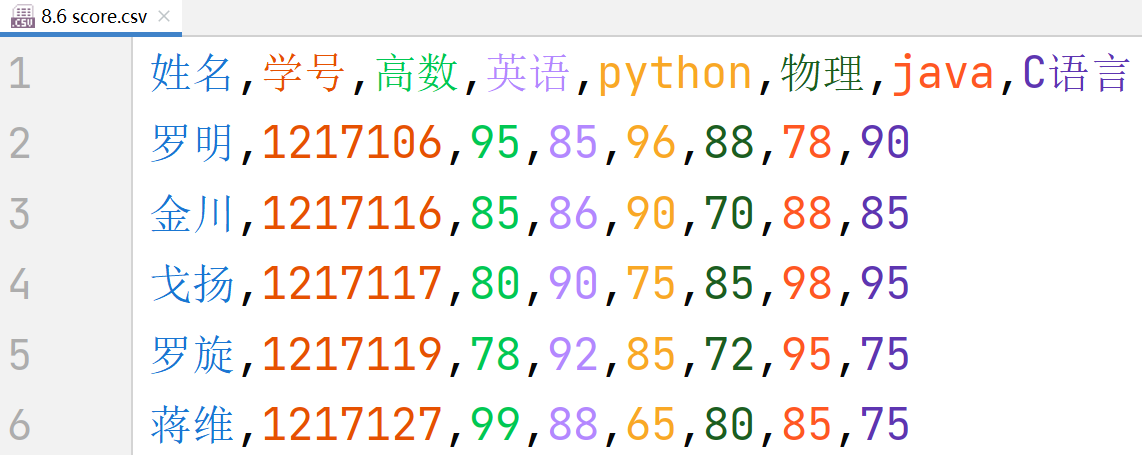 8.6 score.csv
1 姓名,学号,高数,英语,python,物理,java,C语言
2 罗明,1217106,95,85,96,88,78,90
3 金川,1217116,85,86,90,70,88,85
4 戈扬,1217117,80,90,75,85,98,95
5 罗旋,1217119,78,92,85,72,95,75
6 蒋维,1217127,99,88,65,80,85,75